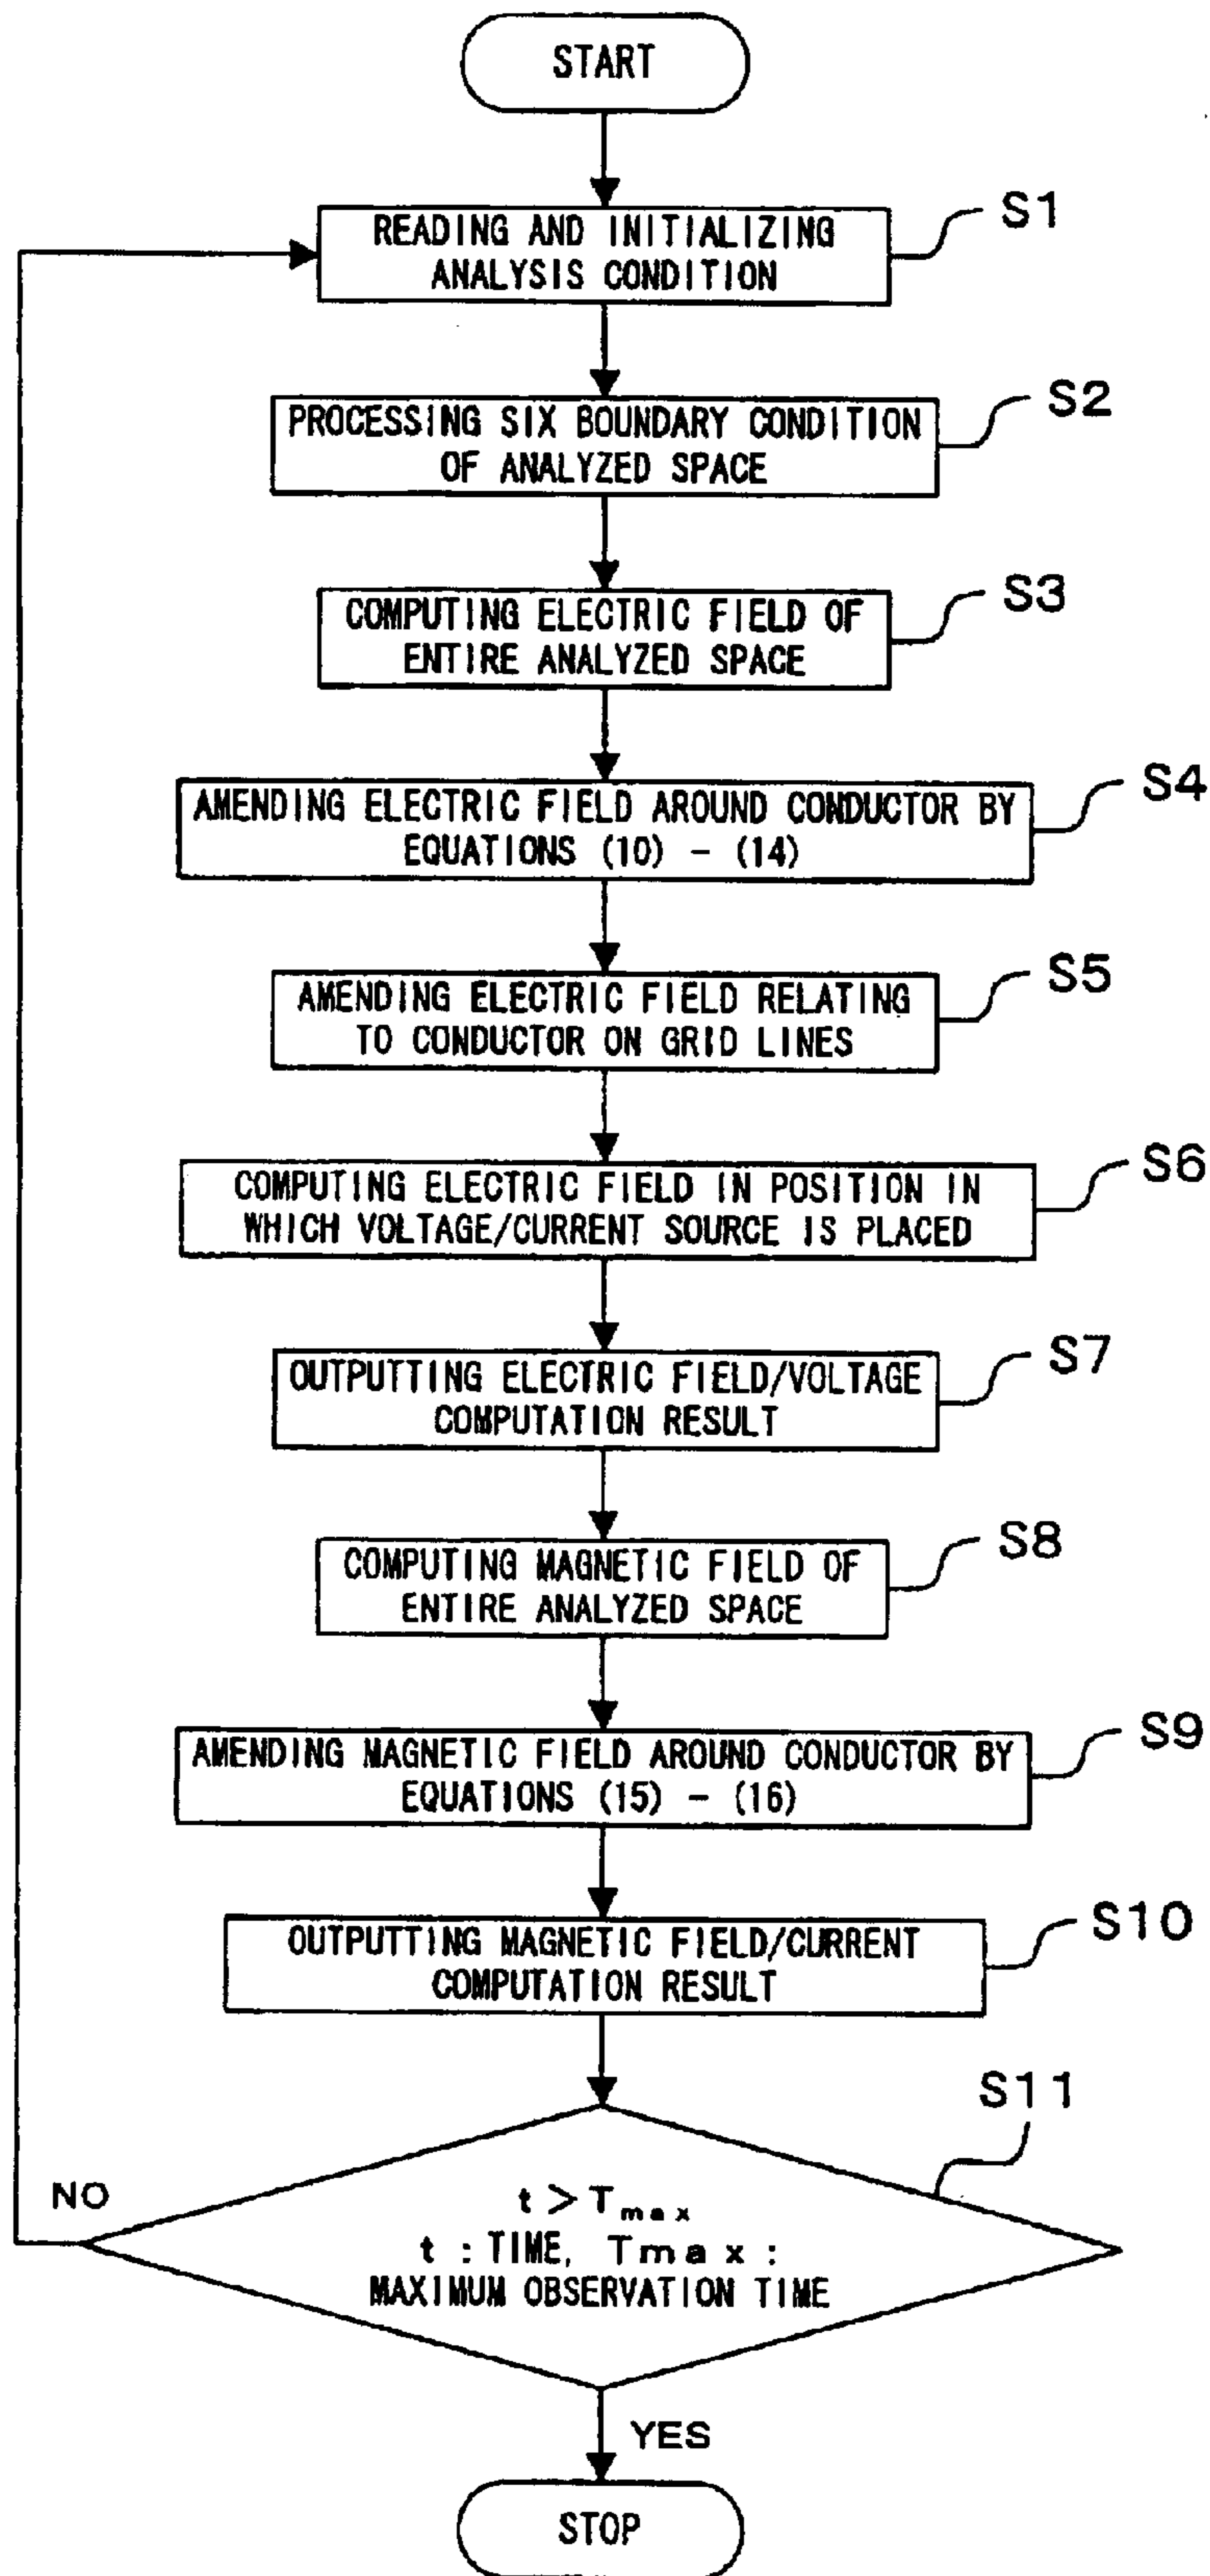 START
READING AND INITIALIZING
ANALYSIS CONDITION
S1
PROCESSING SIX BOUNDARY CONDITION
OF ANALYZED SPACE
S2
COMPUTING ELECTRIC FIELD OF
ENTIRE ANALYZED SPACE
S3
AMENDING ELECTRIC FIELD AROUND CONDUCTOR BY
EQUATIONS (10) - (14)
S4
AMENDING ELECTRIC FIELD RELATING
TO CONDUCTOR ON GRID LINES
S5
COMPUTING ELECTRIC FIELD IN POSITION IN
WHICH VOLTAGE/CURRENT SOURCE IS PLACED
S6
OUTPUTTING ELECTRIC FIELD/VOLTAGE
COMPUTATION RESULT
S7
COMPUTING MAGNETIC FIELD OF
ENTIRE ANALYZED SPACE
S8
AMENDING MAGNETIC FIELD AROUND CONDUCTOR BY
EQUATIONS (15) - (16)
S9
OUTPUTTING MAGNETIC FIELD/CURRENT
COMPUTATION RESULT
S10
S11
NO
t > Tmax
t : TIME, Tmax :
MAXIMUM OBSERVATION TIME
YES
STOP